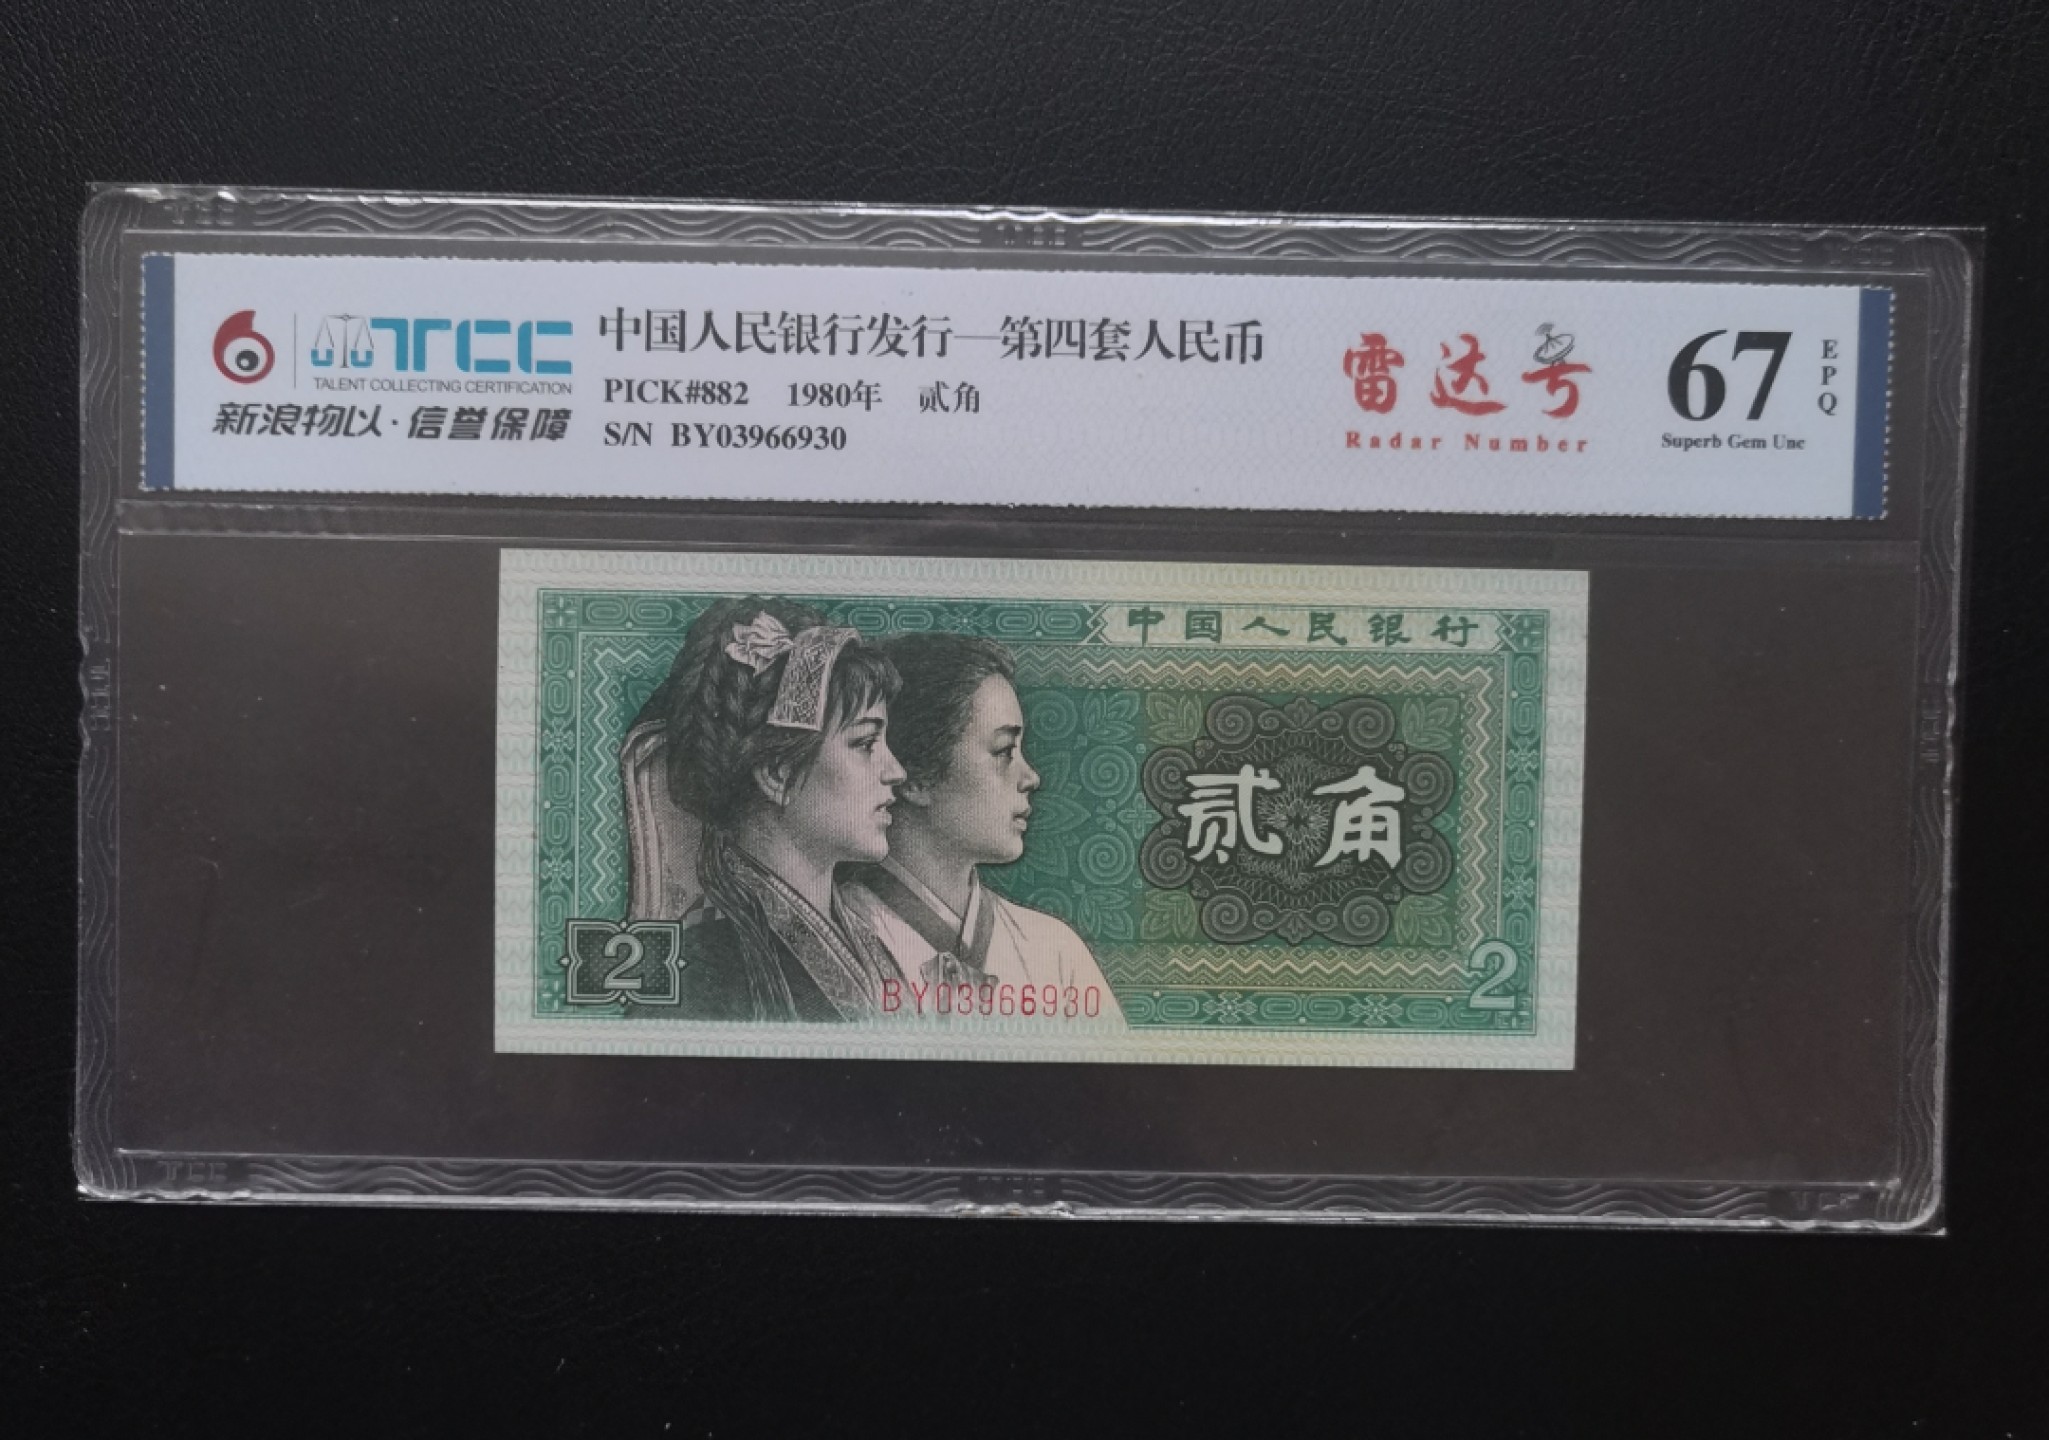 TCC
TALENT COLLECTING CERTIFICATION
新浪物以·信誉保障
中国人民银行发行—第四套人民币
PICK#882 1980年 贰角
S/N BY03966930
雷达号
Radar Number
67
EPQ
Superb Gem Unc
中国人民银行
贰角
2
BY03966930
2
TCC
TCC